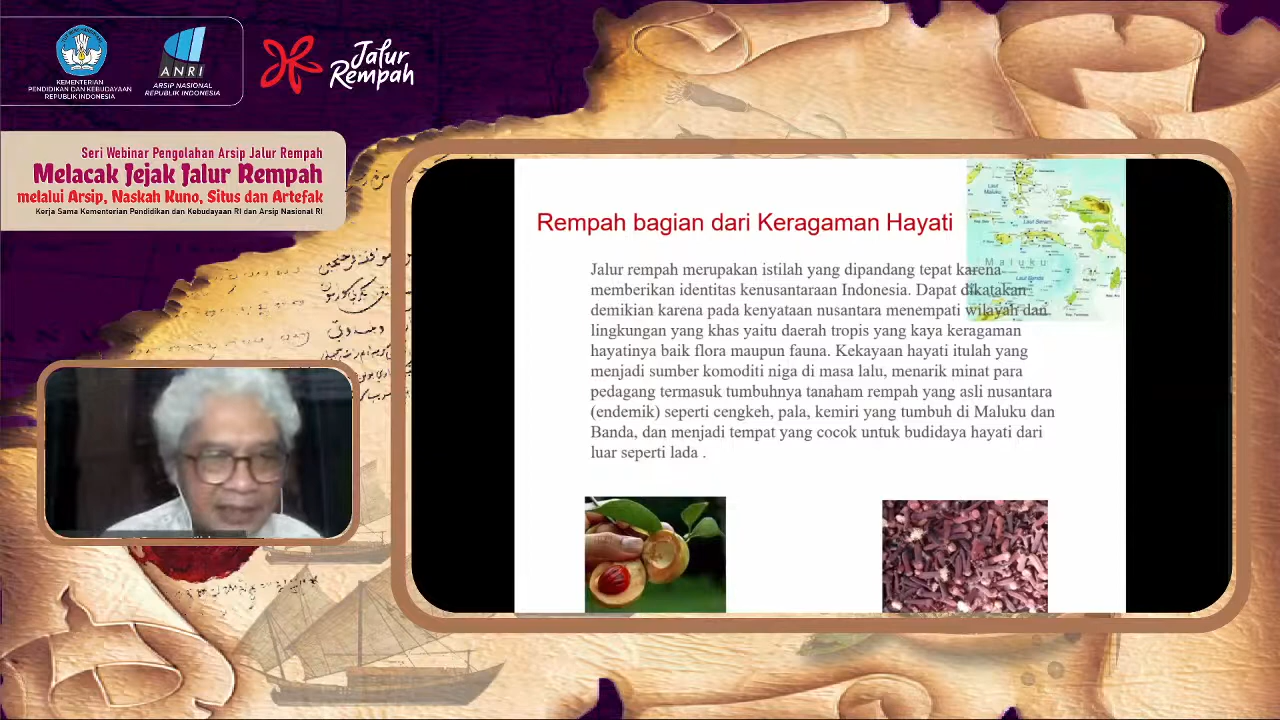 KEMENTERIAN
PENDIDIKAN DAN KEBUDAYAAN
REPUBLIK INDONESIA
ANRI
ARSIP NASIONAL
REPUBLIK INDONESIA
Jalur
Rempah
Seri Webinar Pengolahan Arsip Jalur Rempah
Melacak Jejak Jalur Rempah
melalui Arsip, Naskah Kuno, Situs dan Artefak
Kerja Sama Kementerian Pendidikan dan Kebudayaan RI dan Arsip Nasional RI
Rempah bagian dari Keragaman Hayati
Jalur rempah merupakan istilah yang dipandang tepat karena
memberikan identitas kenusantaraan Indonesia. Dapat dikatakan
demikian karena pada kenyataan nusantara menempati wilayah dan
lingkungan yang khas yaitu daerah tropis yang kaya keragaman
hayatinya baik flora maupun fauna. Kekayaan hayati itulah yang
menjadi sumber komoditi niga di masa lalu, menarik minat para
pedagang termasuk tumbuhnya tanaham rempah yang asli nusantara
(endemik) seperti cengkeh, pala, kemiri yang tumbuh di Maluku dan
Banda, dan menjadi tempat yang cocok untuk budidaya hayati dari
luar seperti lada .
Laut
Maluku
Laut Seram
Maluku
Laut Banda